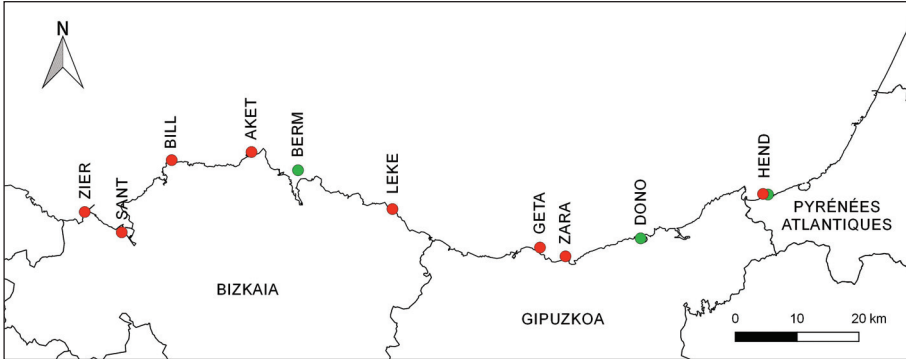 N
ZIER
SANT
BILL
AKET
BERM
LEKE
GETA
ZARA
DONO
HEND
PYRÉNÉES
ATLANTIQUES
BIZKAIA
GIPUZKOA
0 10 20 km